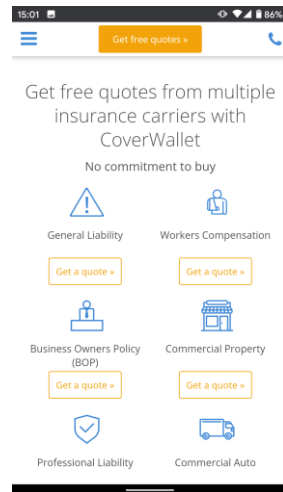 15:01 86%
Get free quotes »
Get free quotes from multiple
insurance carriers with
CoverWallet
No commitment to buy
General Liability Workers Compensation
Get a quote » Get a quote »
Business Owners Policy Commercial Property
(BOP)
Get a quote » Get a quote »
Professional Liability Commercial Auto